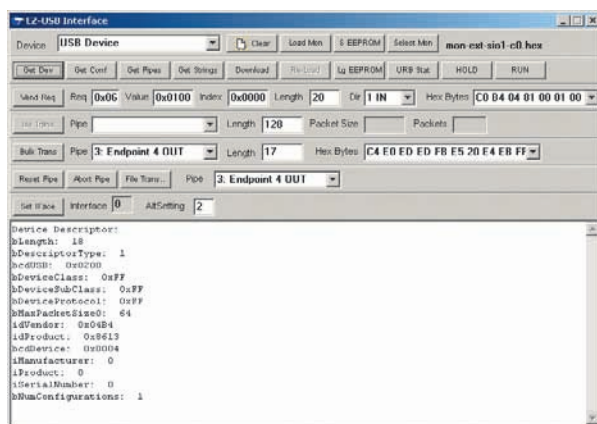 EZ-USB Interface
Device USB Device Clear Load Mon S EEPROM Select Mon mon-ext-sio1-c0.hex
Get Dev Get Conf Get Pipes Get Strings Download Re-Load Lg EEPROM URB Stat HOLD RUN
Vend Req Req 0x06 Value 0x0100 Index 0x0000 Length 20 Dir 1 IN Hex Bytes C0 B4 04 81 00 01 00
Iso Trans Pipe Length 128 Packet Size Packets
Bulk Trans Pipe 3: Endpoint 4 OUT Length 17 Hex Bytes C4 E0 ED ED FB E5 20 E4 EB FF
Reset Pipe Abort Pipe File Trans... Pipe 3: Endpoint 4 OUT
Set IFace Interface 0 AltSetting 2
Device Descriptor:
bLength: 18
bDescriptorType: 1
bcdUSB: 0x0200
bDeviceClass: 0xFF
bDeviceSubClass: 0xFF
bDeviceProtocol: 0xFF
bMaxPacketSize0: 64
idVendor: 0x04B4
idProduct: 0x8613
bcdDevice: 0x0004
iManufacturer: 0
iProduct: 0
iSerialNumber: 0
bNumConfigurations: 1